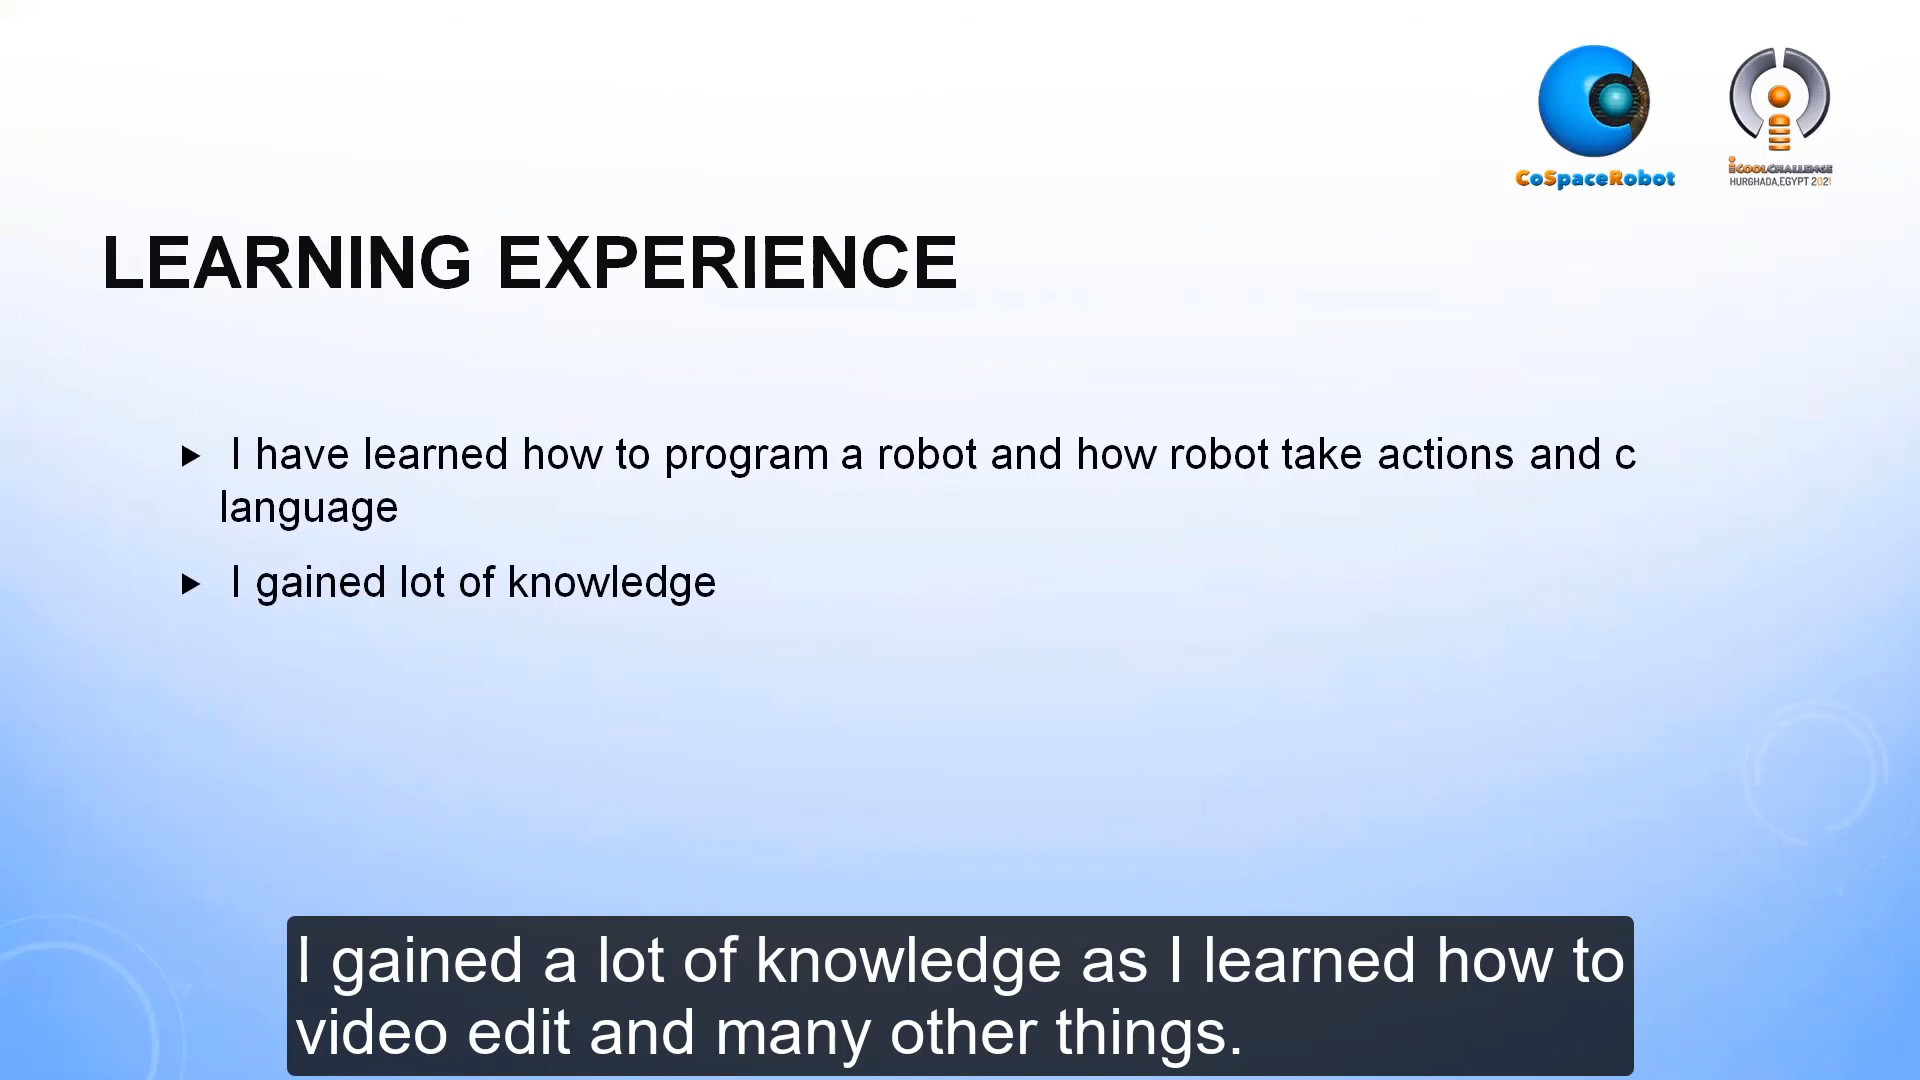 CoSpaceRobot
iCOOLCHALLENGE
HURGHADA,EGYPT 2021
LEARNING EXPERIENCE
I have learned how to program a robot and how robot take actions and c
language
I gained lot of knowledge
I gained a lot of knowledge as I learned how to
video edit and many other things.